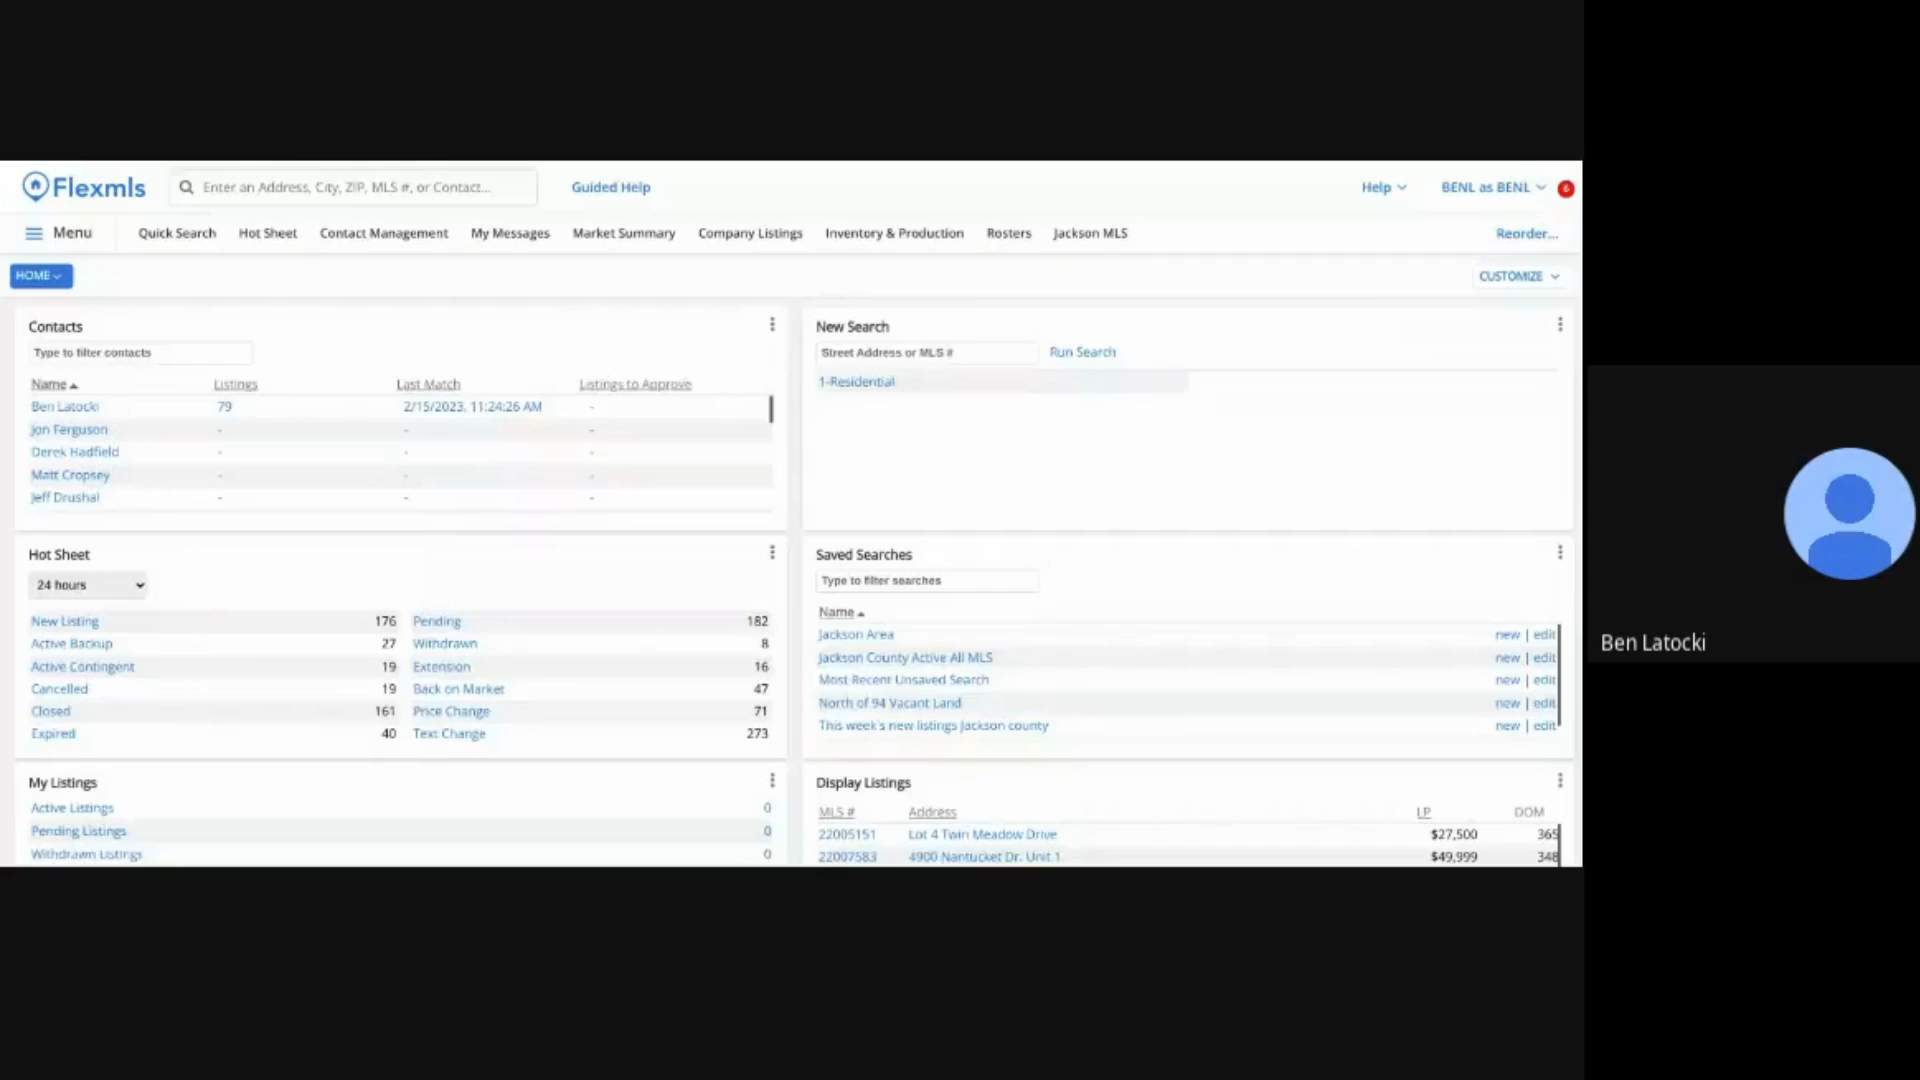 Flexmls
Enter an Address, City, ZIP, MLS #, or Contact...
Guided Help
Help
BENL as BENL
6
Menu
Quick Search Hot Sheet Contact Management My Messages Market Summary Company Listings Inventory & Production Rosters Jackson MLS
Reorder...
HOME
CUSTOMIZE
Contacts
Type to filter contacts
Name Listings Last Match Listings to Approve
Ben Latocki 79 2/15/2023, 11:24:26 AM -
Jon Ferguson - - -
Derek Hadfield - - -
Matt Cropsey - - -
Jeff Drushal - - -
New Search
Street Address or MLS # Run Search
1-Residential
Hot Sheet
24 hours
New Listing 176 Pending 182
Active Backup 27 Withdrawn 8
Active Contingent 19 Extension 16
Cancelled 19 Back on Market 47
Closed 161 Price Change 71
Expired 40 Text Change 273
Saved Searches
Type to filter searches
Name
Jackson Area new | edit
Jackson County Active All MLS new | edit
Most Recent Unsaved Search new | edit
North of 94 Vacant Land new | edit
This week's new listings Jackson county new | edit
My Listings
Active Listings 0
Pending Listings 0
Withdrawn Listings 0
Display Listings
MLS # Address LP DOM
22005151 Lot 4 Twin Meadow Drive $27,500 365
22007583 4900 Nantucket Dr. Unit 1 $49,999 348
Ben Latocki